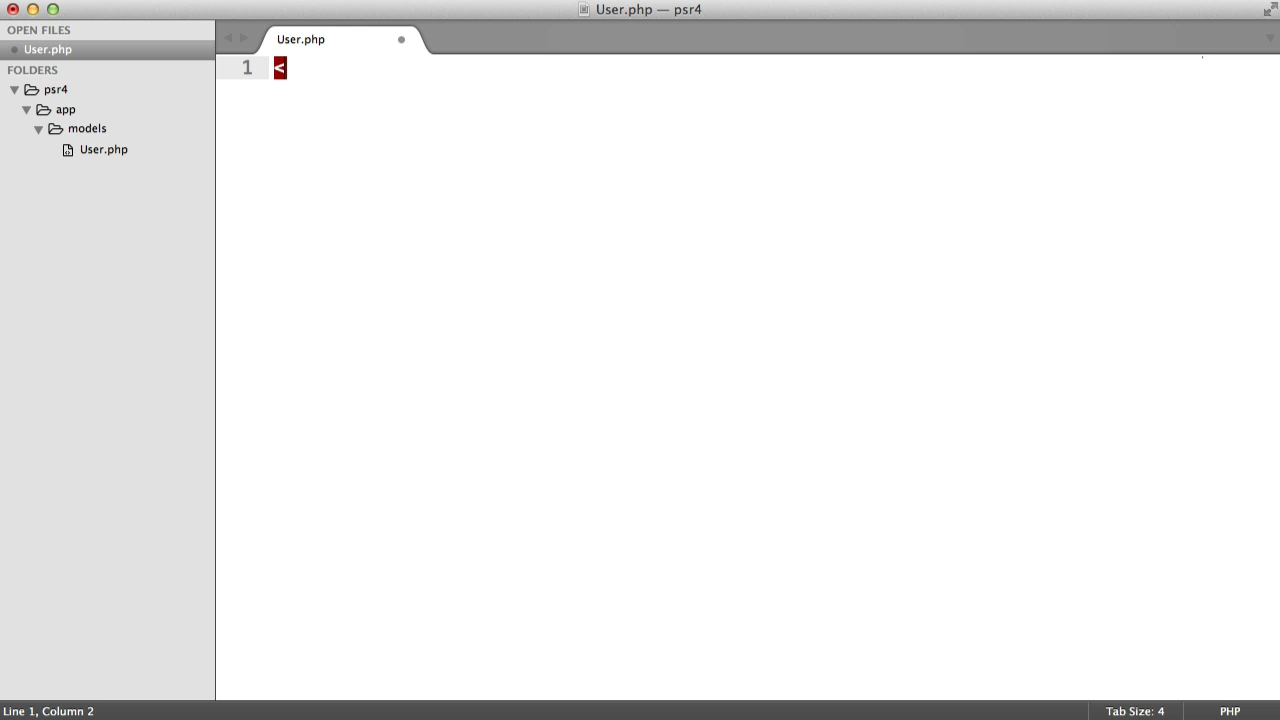 User.php — psr4
OPEN FILES
User.php
FOLDERS
psr4
app
models
User.php
User.php
1 <
Line 1, Column 2
Tab Size: 4
PHP